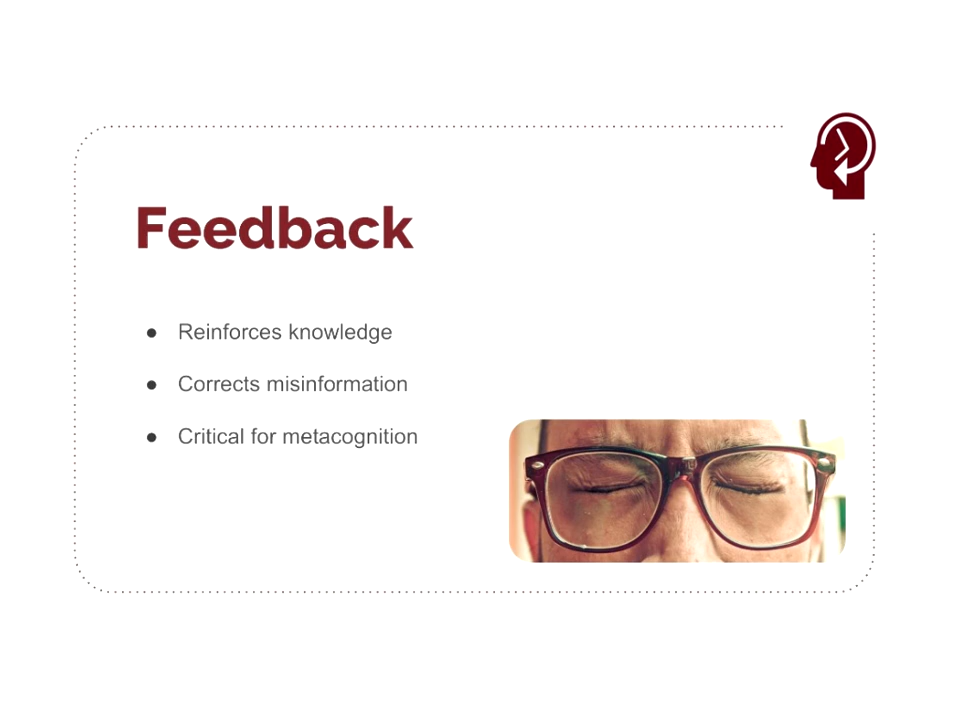 Feedback
● Reinforces knowledge
● Corrects misinformation
● Critical for metacognition